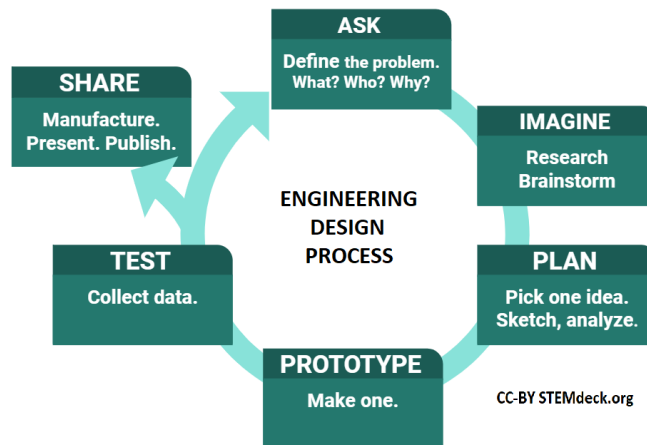 ASK
Define the problem.
What? Who? Why?
SHARE
Manufacture.
Present. Publish.
IMAGINE
Research
Brainstorm
ENGINEERING
DESIGN
PROCESS
TEST
Collect data.
PLAN
Pick one idea.
Sketch, analyze.
PROTOTYPE
Make one.
CC-BY STEMdeck.org